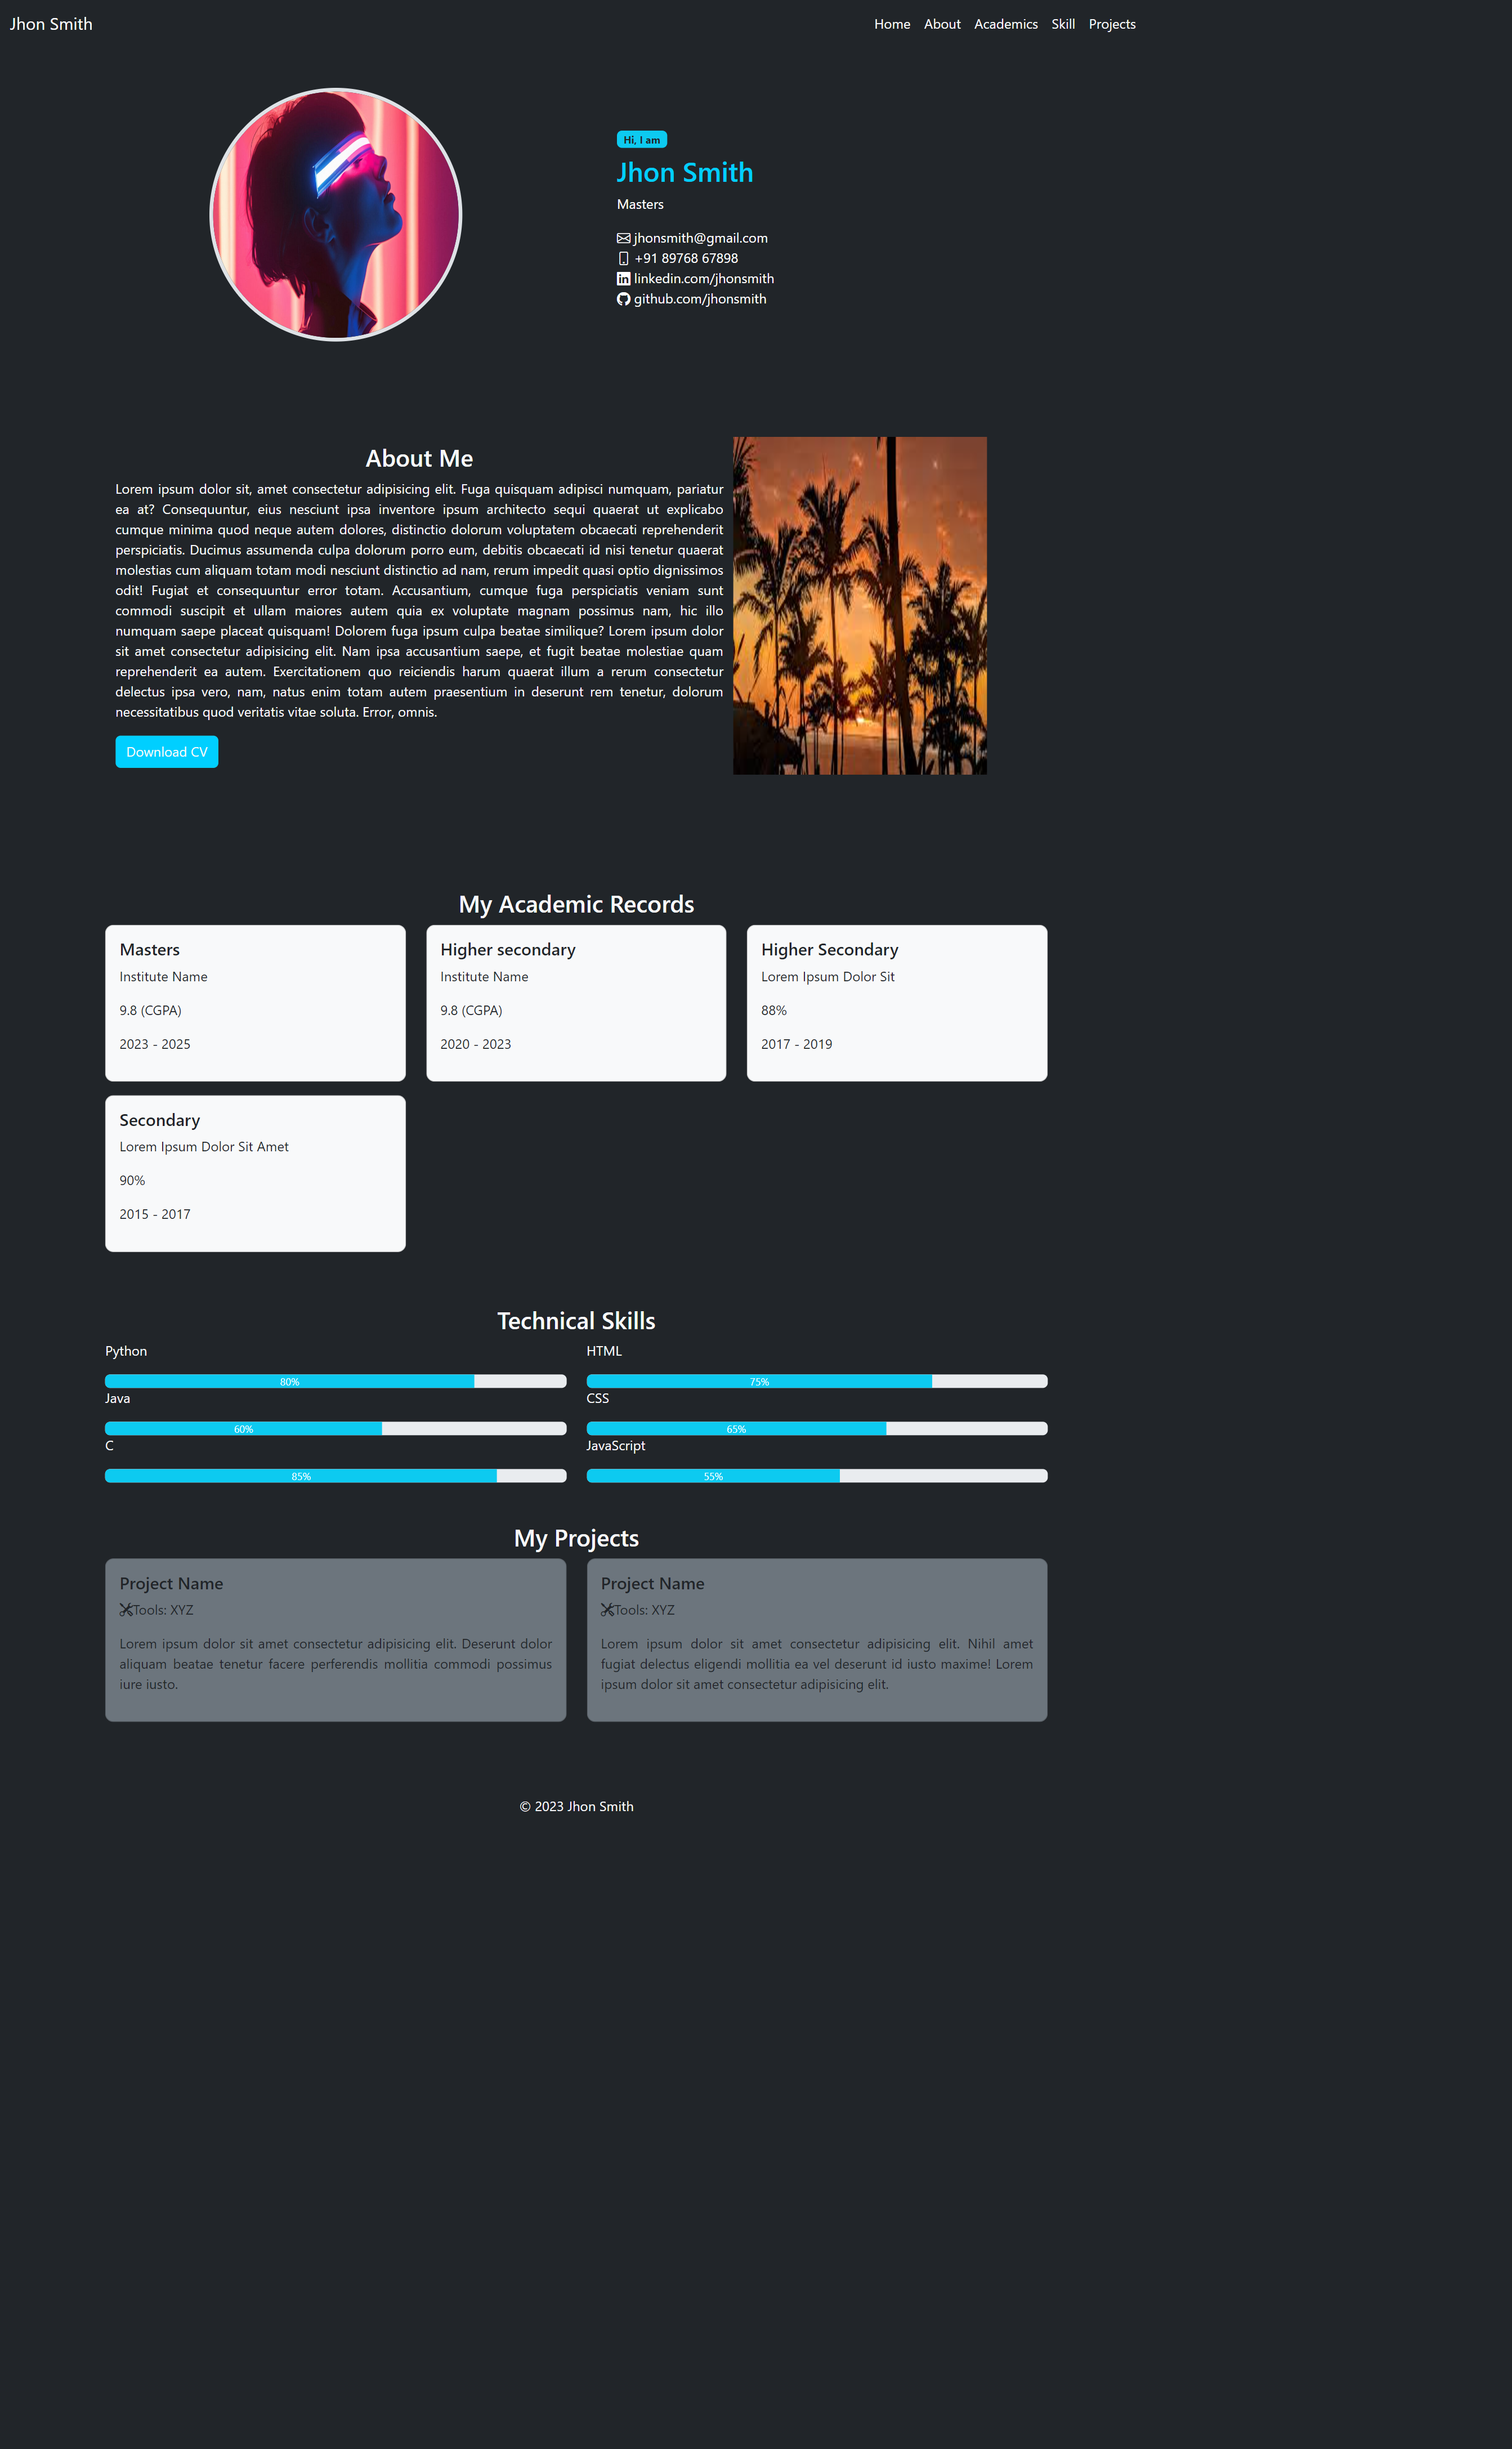 Jhon Smith
Home About Academics Skill Projects
Hi, I am
Jhon Smith
Masters
jhonsmith@gmail.com
+91 89768 67898
linkedin.com/jhonsmith
github.com/jhonsmith
About Me
Lorem ipsum dolor sit, amet consectetur adipisicing elit. Fuga quisquam adipisci numquam, pariatur
ea at? Consequuntur, eius nesciunt ipsa inventore ipsum architecto sequi quaerat ut explicabo
cumque minima quod neque autem dolores, distinctio dolorum voluptatem obcaecati reprehenderit
perspiciatis. Ducimus assumenda culpa dolorum porro eum, debitis obcaecati id nisi tenetur quaerat
molestias cum aliquam totam modi nesciunt distinctio ad nam, rerum impedit quasi optio dignissimos
odit! Fugiat et consequuntur error totam. Accusantium, cumque fuga perspiciatis veniam sunt
commodi suscipit et ullam maiores autem quia ex voluptate magnam possimus nam, hic illo
numquam saepe placeat quisquam! Dolorem fuga ipsum culpa beatae similique? Lorem ipsum dolor
sit amet consectetur adipisicing elit. Nam ipsa accusantium saepe, et fugit beatae molestiae quam
reprehenderit ea autem. Exercitationem quo reiciendis harum quaerat illum a rerum consectetur
delectus ipsa vero, nam, natus enim totam autem praesentium in deserunt rem tenetur, dolorum
necessitatibus quod veritatis vitae soluta. Error, omnis.
Download CV
My Academic Records
Masters
Institute Name
9.8 (CGPA)
2023 - 2025
Higher secondary
Institute Name
9.8 (CGPA)
2020 - 2023
Higher Secondary
Lorem Ipsum Dolor Sit
88%
2017 - 2019
Secondary
Lorem Ipsum Dolor Sit Amet
90%
2015 - 2017
Technical Skills
Python
80%
Java
60%
C
85%
HTML
75%
CSS
65%
JavaScript
55%
My Projects
Project Name
Tools: XYZ
Lorem ipsum dolor sit amet consectetur adipisicing elit. Deserunt dolor
aliquam beatae tenetur facere perferendis mollitia commodi possimus
iure iusto.
Project Name
Tools: XYZ
Lorem ipsum dolor sit amet consectetur adipisicing elit. Nihil amet
fugiat delectus eligendi mollitia ea vel deserunt id iusto maxime! Lorem
ipsum dolor sit amet consectetur adipisicing elit.
© 2023 Jhon Smith